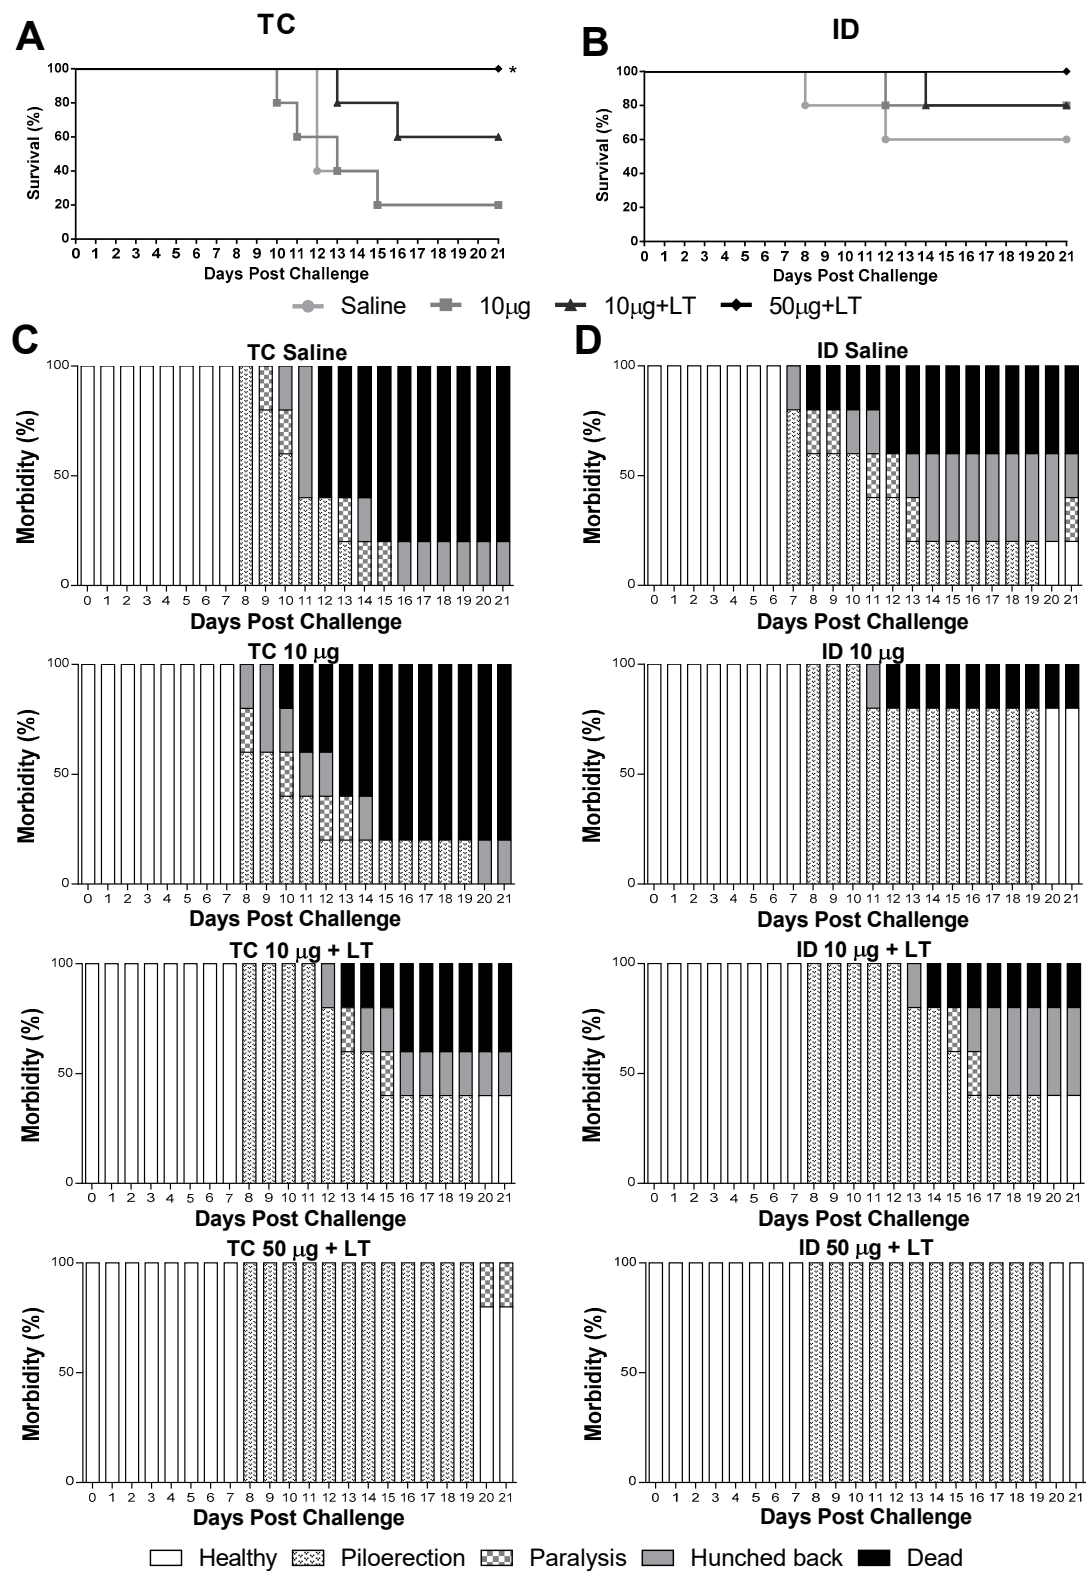 A TC
B ID
Survival (%)
100
80
60
40
20
0
*
0 1 2 3 4 5 6 7 8 9 10 11 12 13 14 15 16 17 18 19 20 21
Days Post Challenge
Survival (%)
100
80
60
40
20
0
0 1 2 3 4 5 6 7 8 9 10 11 12 13 14 15 16 17 18 19 20 21
Days Post Challenge
Saline 10μg 10μg+LT 50μg+LT
C
TC Saline
Morbidity (%)
100
50
0
0 1 2 3 4 5 6 7 8 9 10 11 12 13 14 15 16 17 18 19 20 21
Days Post Challenge
D
ID Saline
Morbidity (%)
100
50
0
0 1 2 3 4 5 6 7 8 9 10 11 12 13 14 15 16 17 18 19 20 21
Days Post Challenge
TC 10 μg
Morbidity (%)
100
50
0
0 1 2 3 4 5 6 7 8 9 10 11 12 13 14 15 16 17 18 19 20 21
Days Post Challenge
ID 10 μg
Morbidity (%)
100
50
0
0 1 2 3 4 5 6 7 8 9 10 11 12 13 14 15 16 17 18 19 20 21
Days Post Challenge
TC 10 μg + LT
Morbidity (%)
100
50
0
0 1 2 3 4 5 6 7 8 9 10 11 12 13 14 15 16 17 18 19 20 21
Days Post Challenge
ID 10 μg + LT
Morbidity (%)
100
50
0
0 1 2 3 4 5 6 7 8 9 10 11 12 13 14 15 16 17 18 19 20 21
Days Post Challenge
TC 50 μg + LT
Morbidity (%)
100
50
0
0 1 2 3 4 5 6 7 8 9 10 11 12 13 14 15 16 17 18 19 20 21
Days Post Challenge
ID 50 μg + LT
Morbidity (%)
100
50
0
0 1 2 3 4 5 6 7 8 9 10 11 12 13 14 15 16 17 18 19 20 21
Days Post Challenge
Healthy Piloerection Paralysis Hunched back Dead